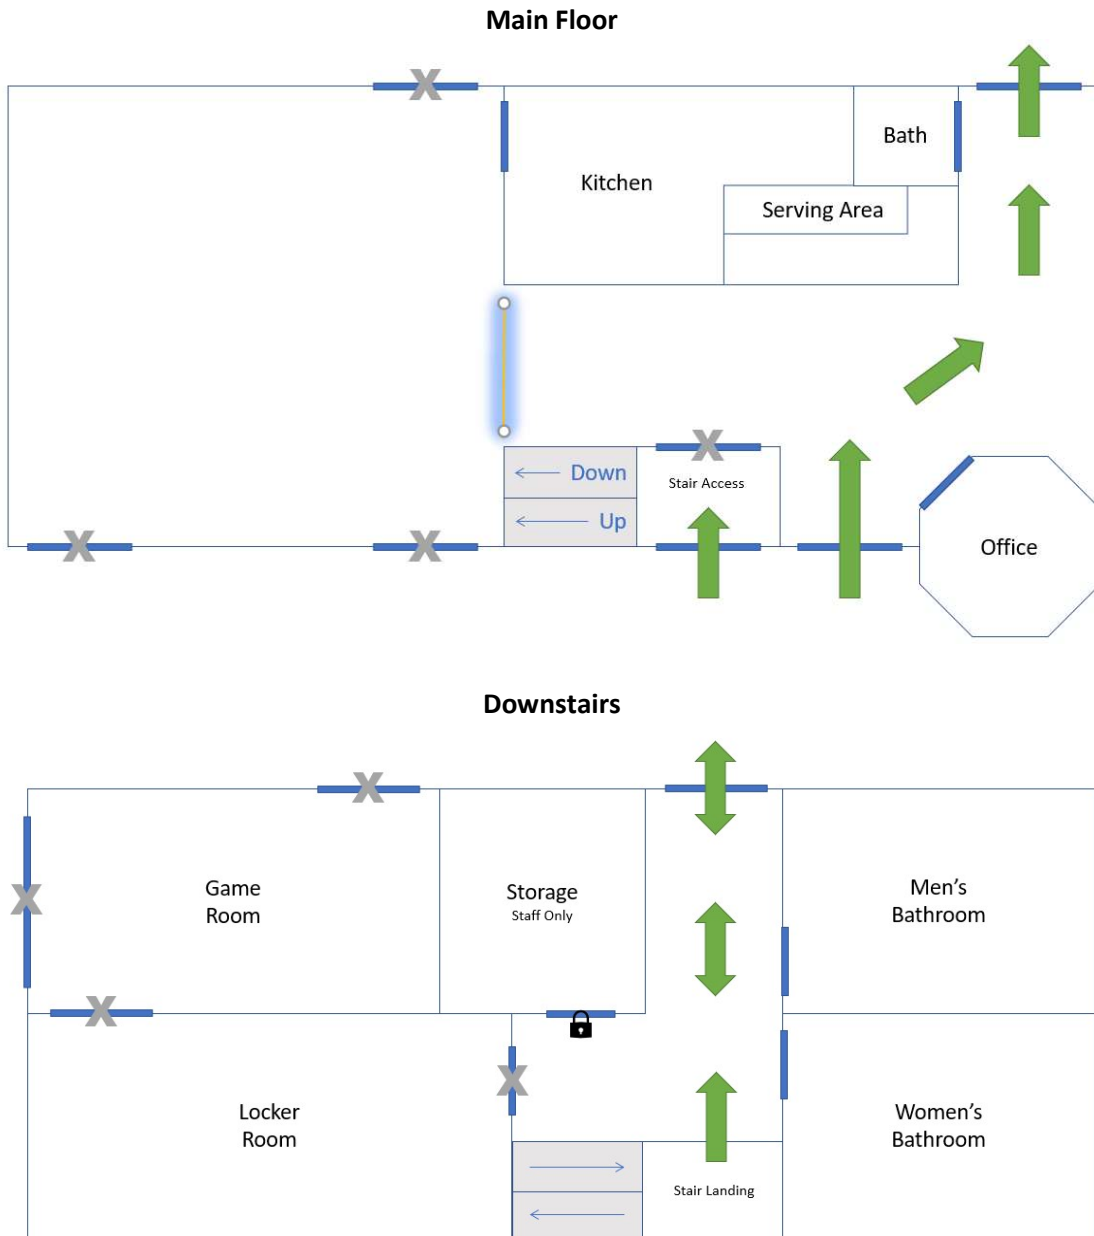 Main Floor
Bath
Kitchen
Serving Area
Down
Stair Access
Up
Office
Downstairs
Game
Room
Storage
Staff Only
Men's
Bathroom
Locker
Room
Women's
Bathroom
Stair Landing